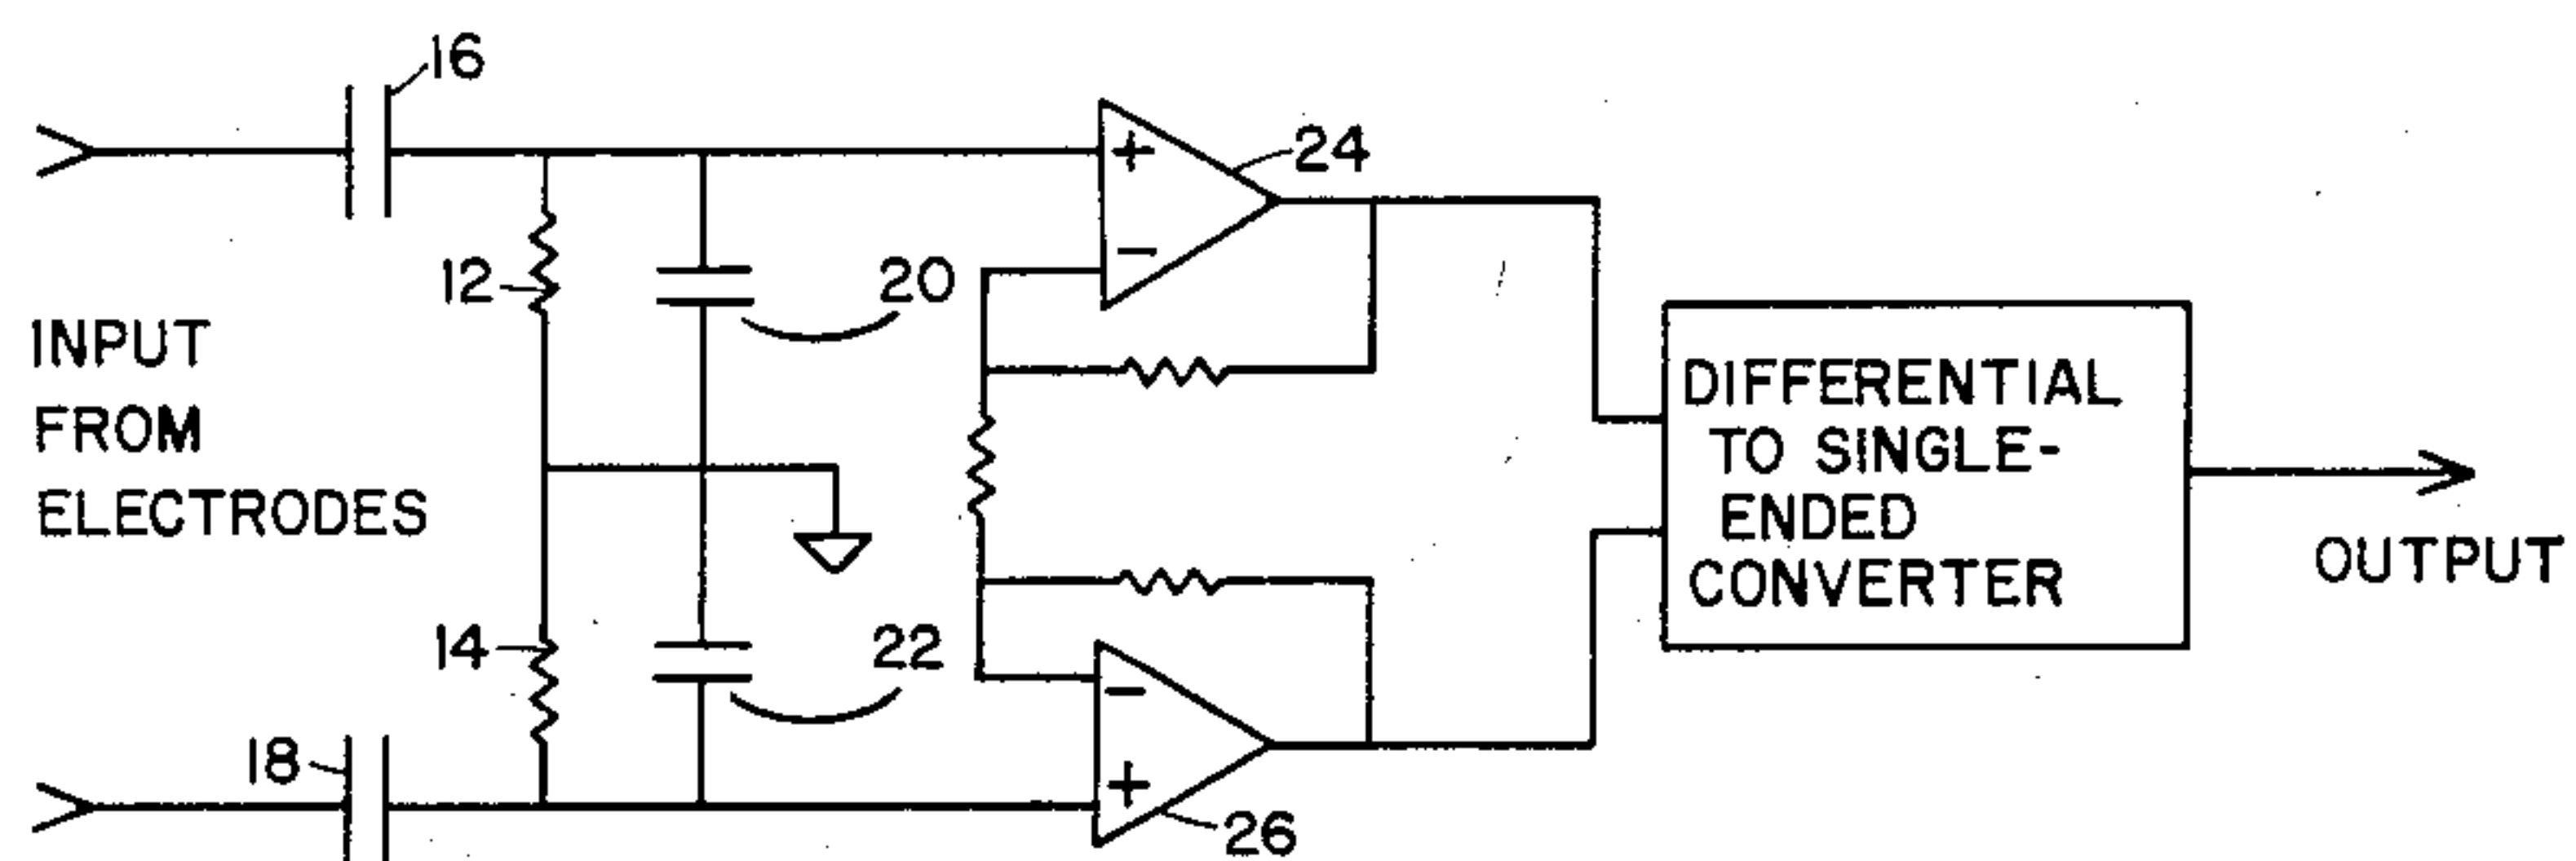 16
+
24
−
12
20
INPUT
FROM
ELECTRODES
DIFFERENTIAL
TO SINGLE-
ENDED
CONVERTER
OUTPUT
14
22
−
18
+
26